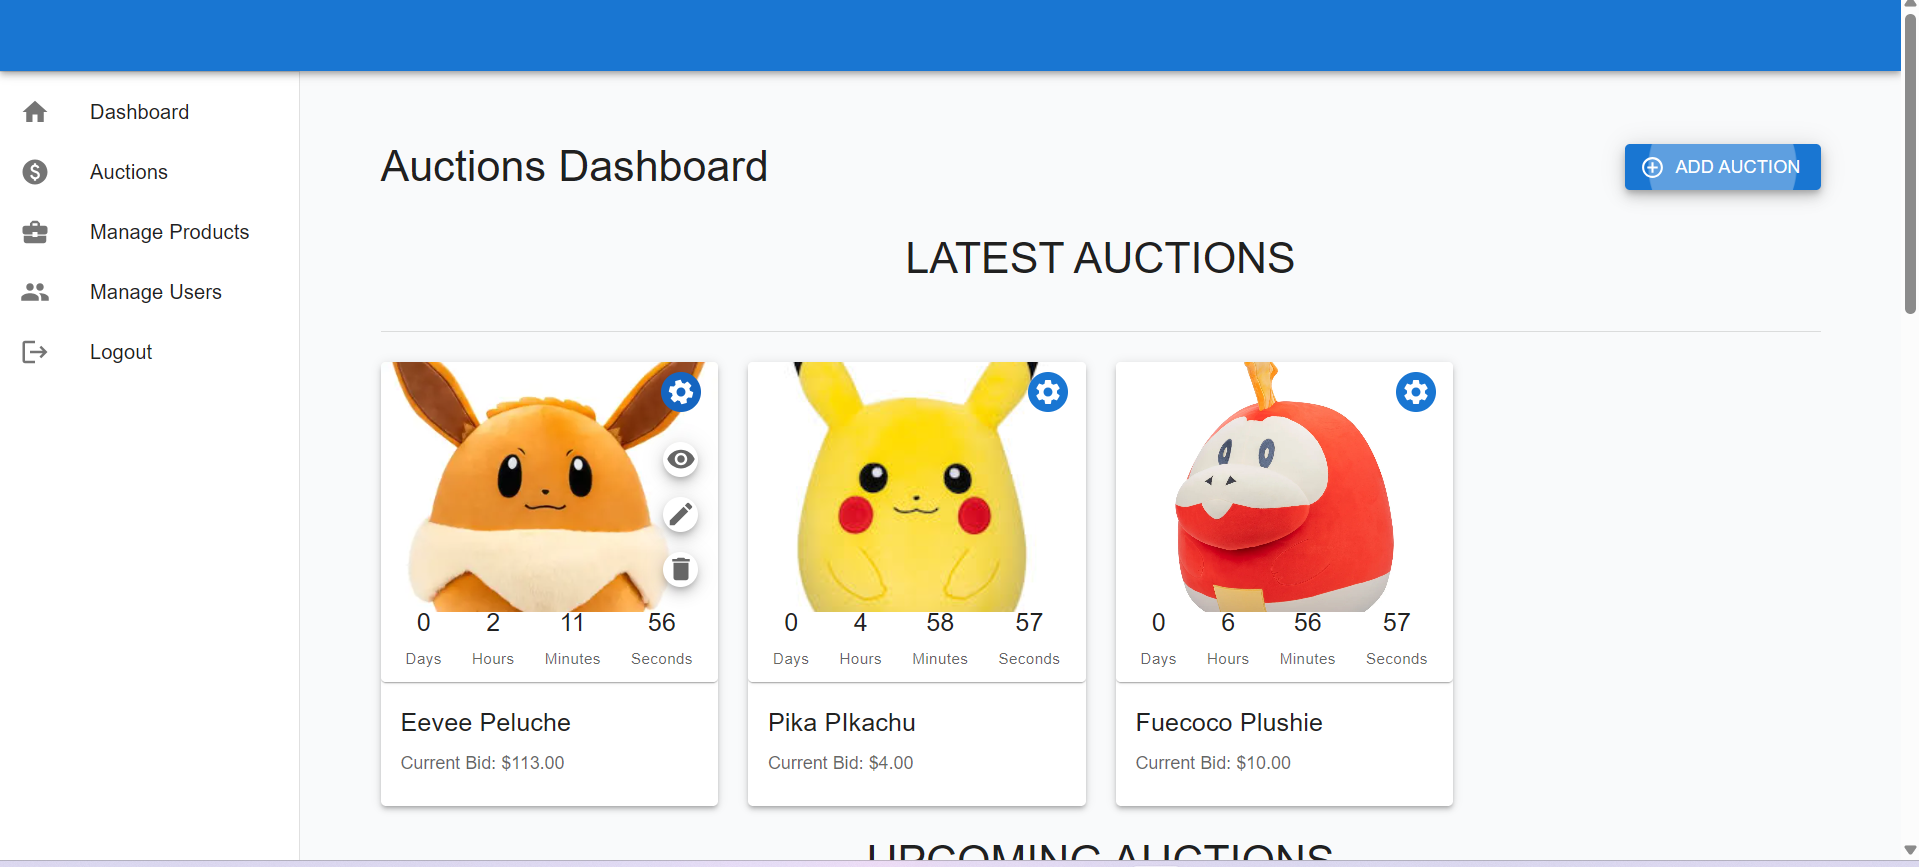 Dashboard
Auctions
Manage Products
Manage Users
Logout
Auctions Dashboard
ADD AUCTION
LATEST AUCTIONS
0 2 11 56
Days Hours Minutes Seconds
Eevee Peluche
Current Bid: $113.00
0 4 58 57
Days Hours Minutes Seconds
Pika PIkachu
Current Bid: $4.00
0 6 56 57
Days Hours Minutes Seconds
Fuecoco Plushie
Current Bid: $10.00
UPCOMING AUCTIONS